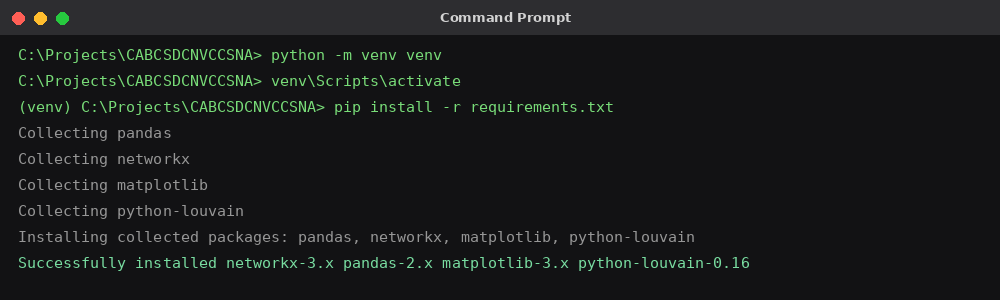 Command Prompt
C:\Projects\CABCSDCNVCCSNA> python -m venv venv
C:\Projects\CABCSDCNVCCSNA> venv\Scripts\activate
(venv) C:\Projects\CABCSDCNVCCSNA> pip install -r requirements.txt
Collecting pandas
Collecting networkx
Collecting matplotlib
Collecting python-louvain
Installing collected packages: pandas, networkx, matplotlib, python-louvain
Successfully installed networkx-3.x pandas-2.x matplotlib-3.x python-louvain-0.16